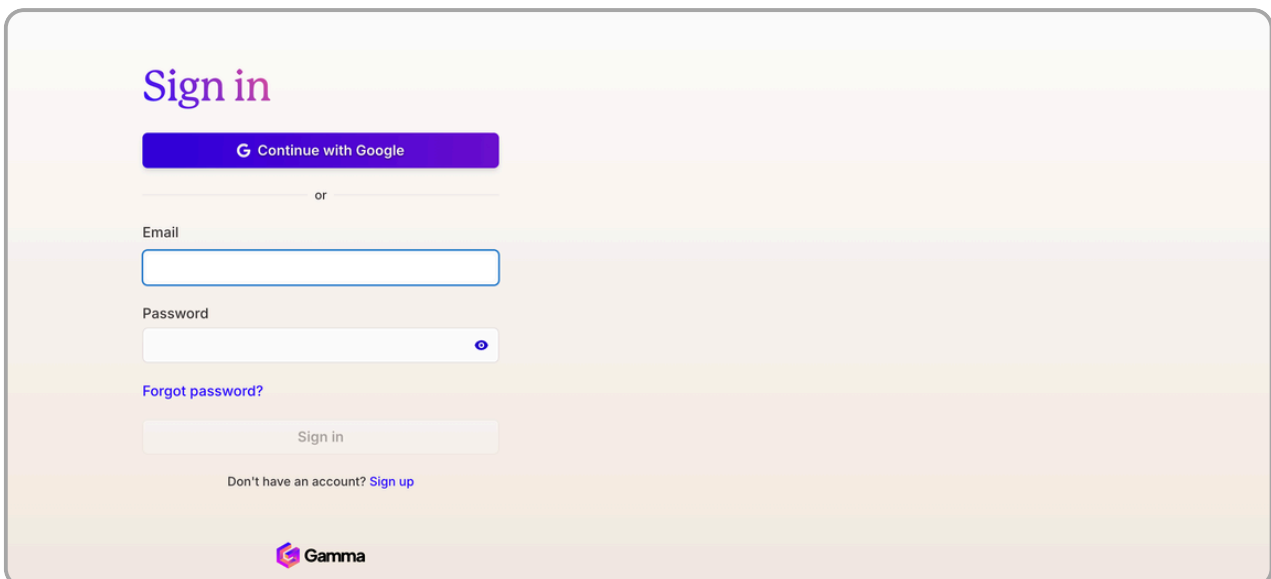 Sign in
Continue with Google
or
Email
Password
Forgot password?
Sign in
Don't have an account? Sign up
Gamma